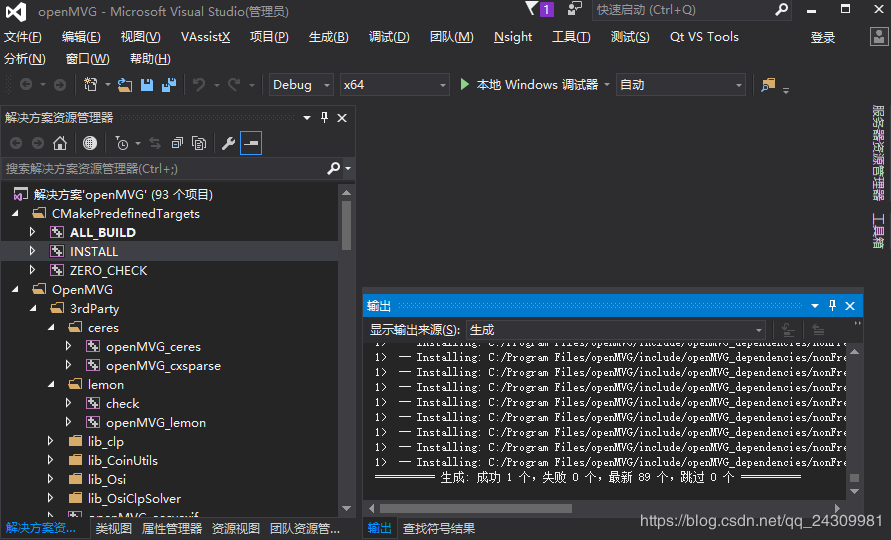 openMVG - Microsoft Visual Studio(管理员)
1
快速启动 (Ctrl+Q)
文件(F) 编辑(E) 视图(V) VAssistX 项目(P) 生成(B) 调试(D) 团队(M) Nsight 工具(T) 测试(S) Qt VS Tools 登录
分析(N) 窗口(W) 帮助(H)
Debug x64 本地 Windows 调试器 自动
解决方案资源管理器
搜索解决方案资源管理器(Ctrl+;)
解决方案'openMVG' (93 个项目)
CMakePredefinedTargets
ALL_BUILD
INSTALL
ZERO_CHECK
OpenMVG
3rdParty
ceres
openMVG_ceres
openMVG_cxsparse
lemon
check
openMVG_lemon
lib_clp
lib_CoinUtils
lib_Osi
lib_OsiClpSolver
解决方案资... 类视图 属性管理器 资源视图 团队资源管...
服务器资源管理器
工具箱
输出
显示输出来源(S): 生成
1> -- Installing: C:/Program Files/openMVG/include/openMVG_dependencies/nonFre
1> -- Installing: C:/Program Files/openMVG/include/openMVG_dependencies/nonFre
1> -- Installing: C:/Program Files/openMVG/include/openMVG_dependencies/nonFre
1> -- Installing: C:/Program Files/openMVG/include/openMVG_dependencies/nonFre
1> -- Installing: C:/Program Files/openMVG/include/openMVG_dependencies/nonFre
1> -- Installing: C:/Program Files/openMVG/include/openMVG_dependencies/nonFre
1> -- Installing: C:/Program Files/openMVG/include/openMVG_dependencies/nonFre
1> -- Installing: C:/Program Files/openMVG/include/openMVG_dependencies/nonFre
1> -- Installing: C:/Program Files/openMVG/include/openMVG_dependencies/nonFre
========== 生成: 成功 1 个，失败 0 个，最新 89 个，跳过 0 个 ==========
输出 查找符号结果
https://blog.csdn.net/qq_24309981